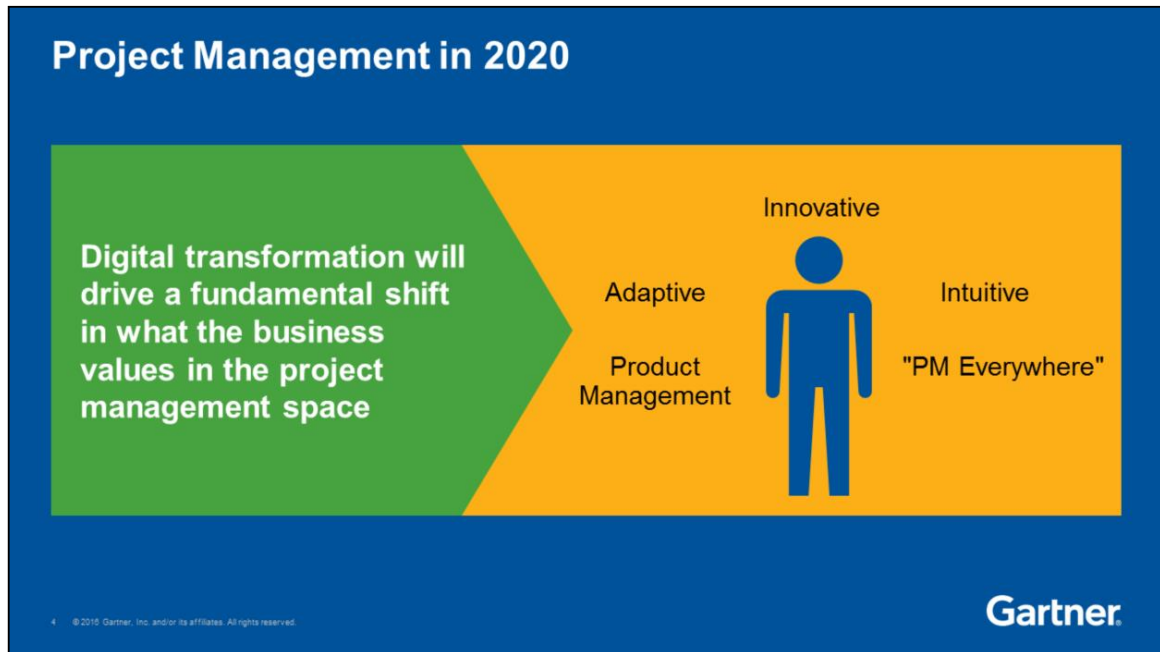 Project Management in 2020
Digital transformation will
drive a fundamental shift
in what the business
values in the project
management space
Innovative
Adaptive
Intuitive
Product
Management
"PM Everywhere"
4 © 2016 Gartner, Inc. and/or its affiliates. All rights reserved.
Gartner.